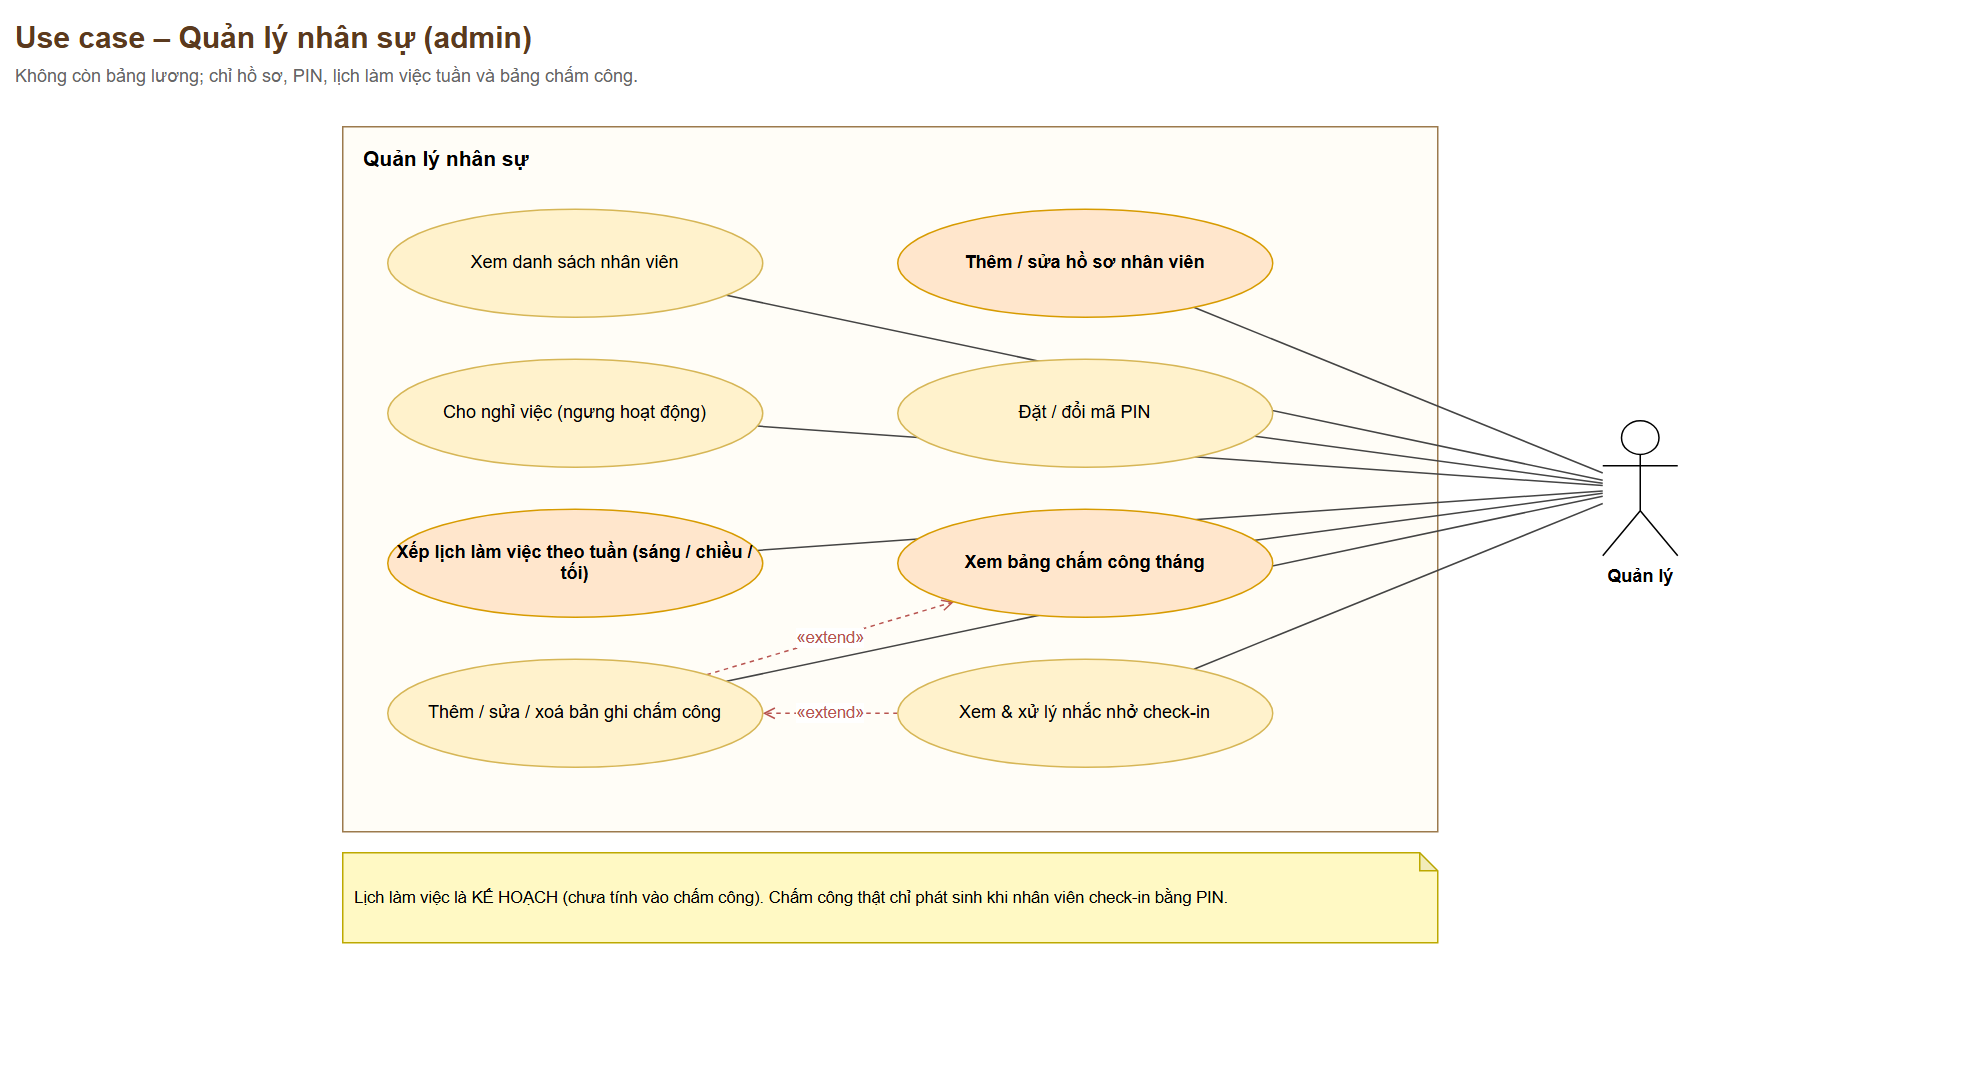 Use case – Quản lý nhân sự (admin)
Không còn bảng lương; chỉ hồ sơ, PIN, lịch làm việc tuần và bảng chấm công.
Quản lý nhân sự
Xem danh sách nhân viên
Thêm / sửa hồ sơ nhân viên
Cho nghỉ việc (ngưng hoạt động)
Đặt / đổi mã PIN
Xếp lịch làm việc theo tuần (sáng / chiều /
tối)
Xem bảng chấm công tháng
Quản lý
«extend»
Thêm / sửa / xoá bản ghi chấm công
«extend»
Xem & xử lý nhắc nhở check-in
Lịch làm việc là KẾ HOẠCH (chưa tính vào chấm công). Chấm công thật chỉ phát sinh khi nhân viên check-in bằng PIN.